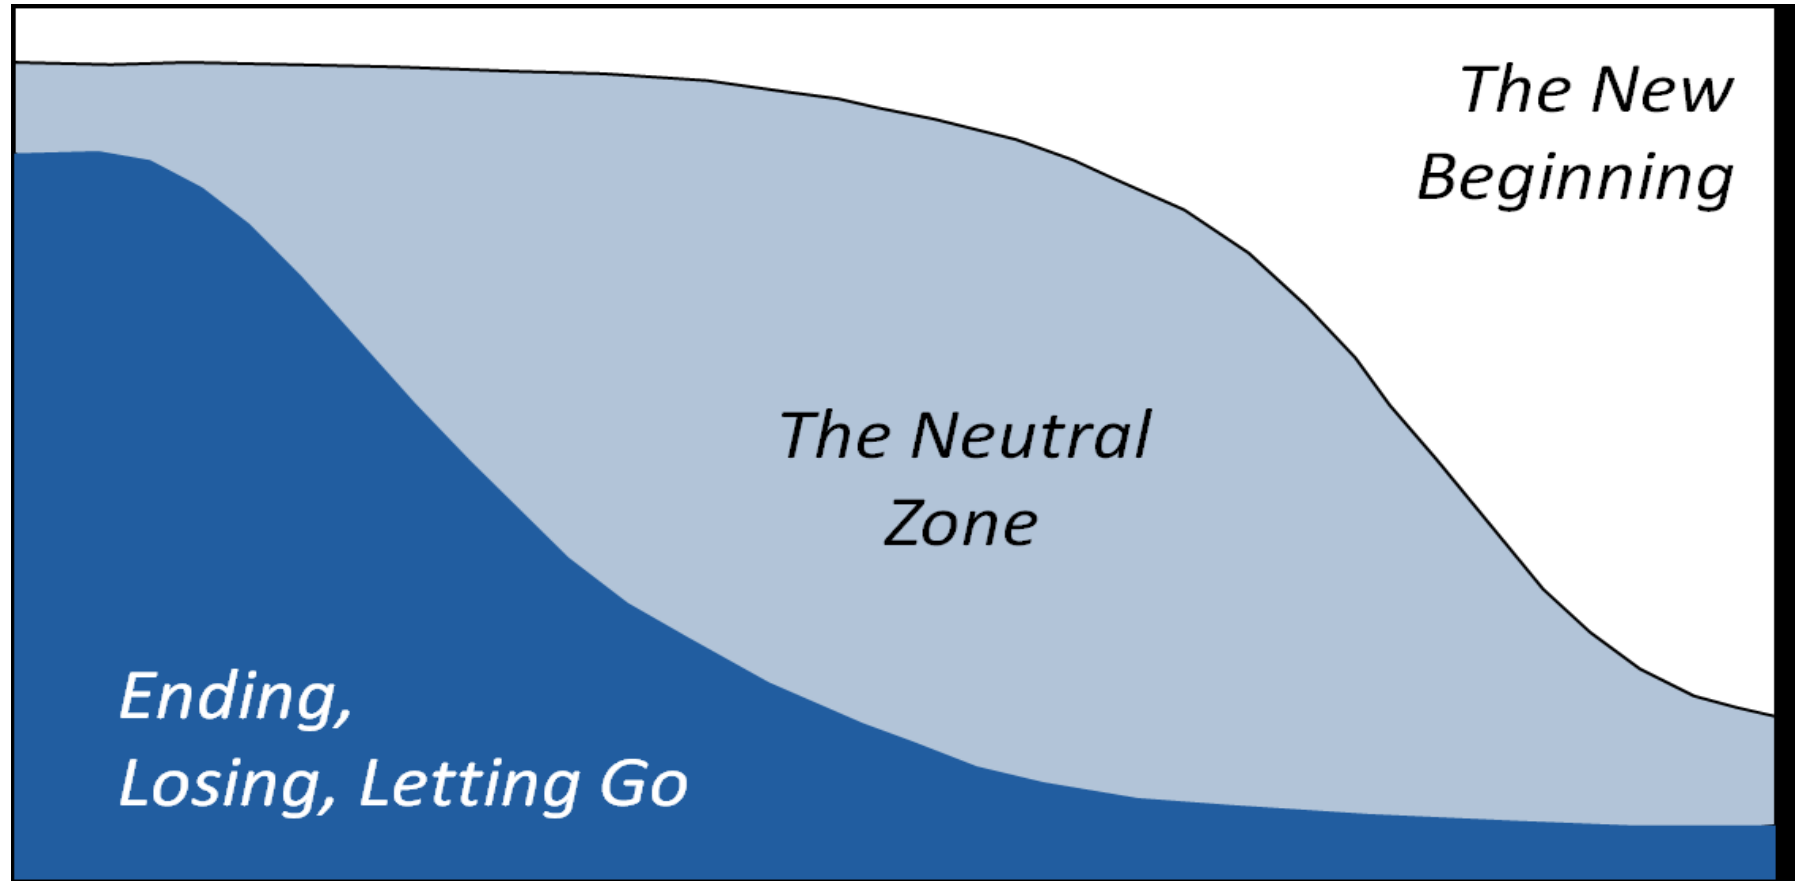 The New
Beginning
The Neutral
Zone
Ending,
Losing, Letting Go